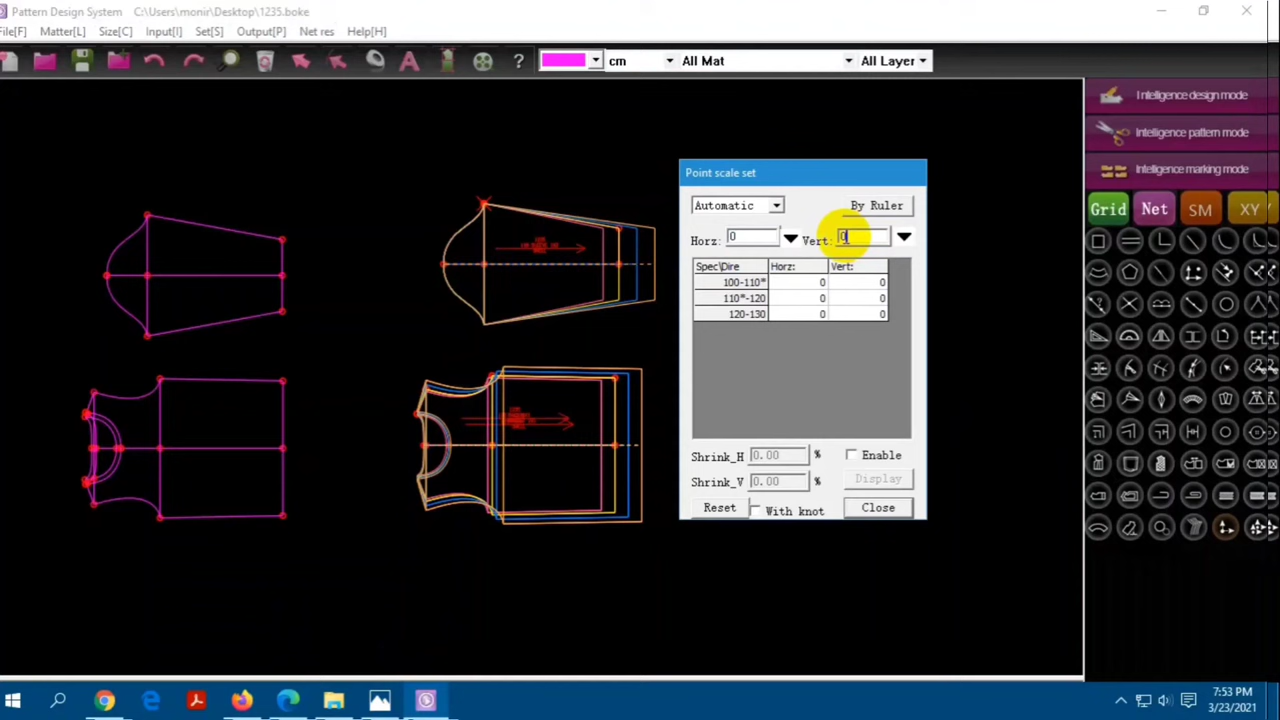 Pattern Design System C:\Users\monir\Desktop\1235.boke
File[F] Matter[L] Size[C] Input[I] Set[S] Output[P] Net res Help[H]
A ? cm All Mat All Layer
Intelligence design mode
Intelligence pattern mode
Intelligence marking mode
Grid Net SM XY
Point scale set
Automatic By Ruler
Horz: 0 Vert: 0
Spec\Dire Horz: Vert:
100-110* 0 0
110*-120 0 0
120-130 0 0
Shrink_H 0.00 % Enable
Shrink_V 0.00 % Display
Reset With knot Close
7:53 PM
3/23/2021